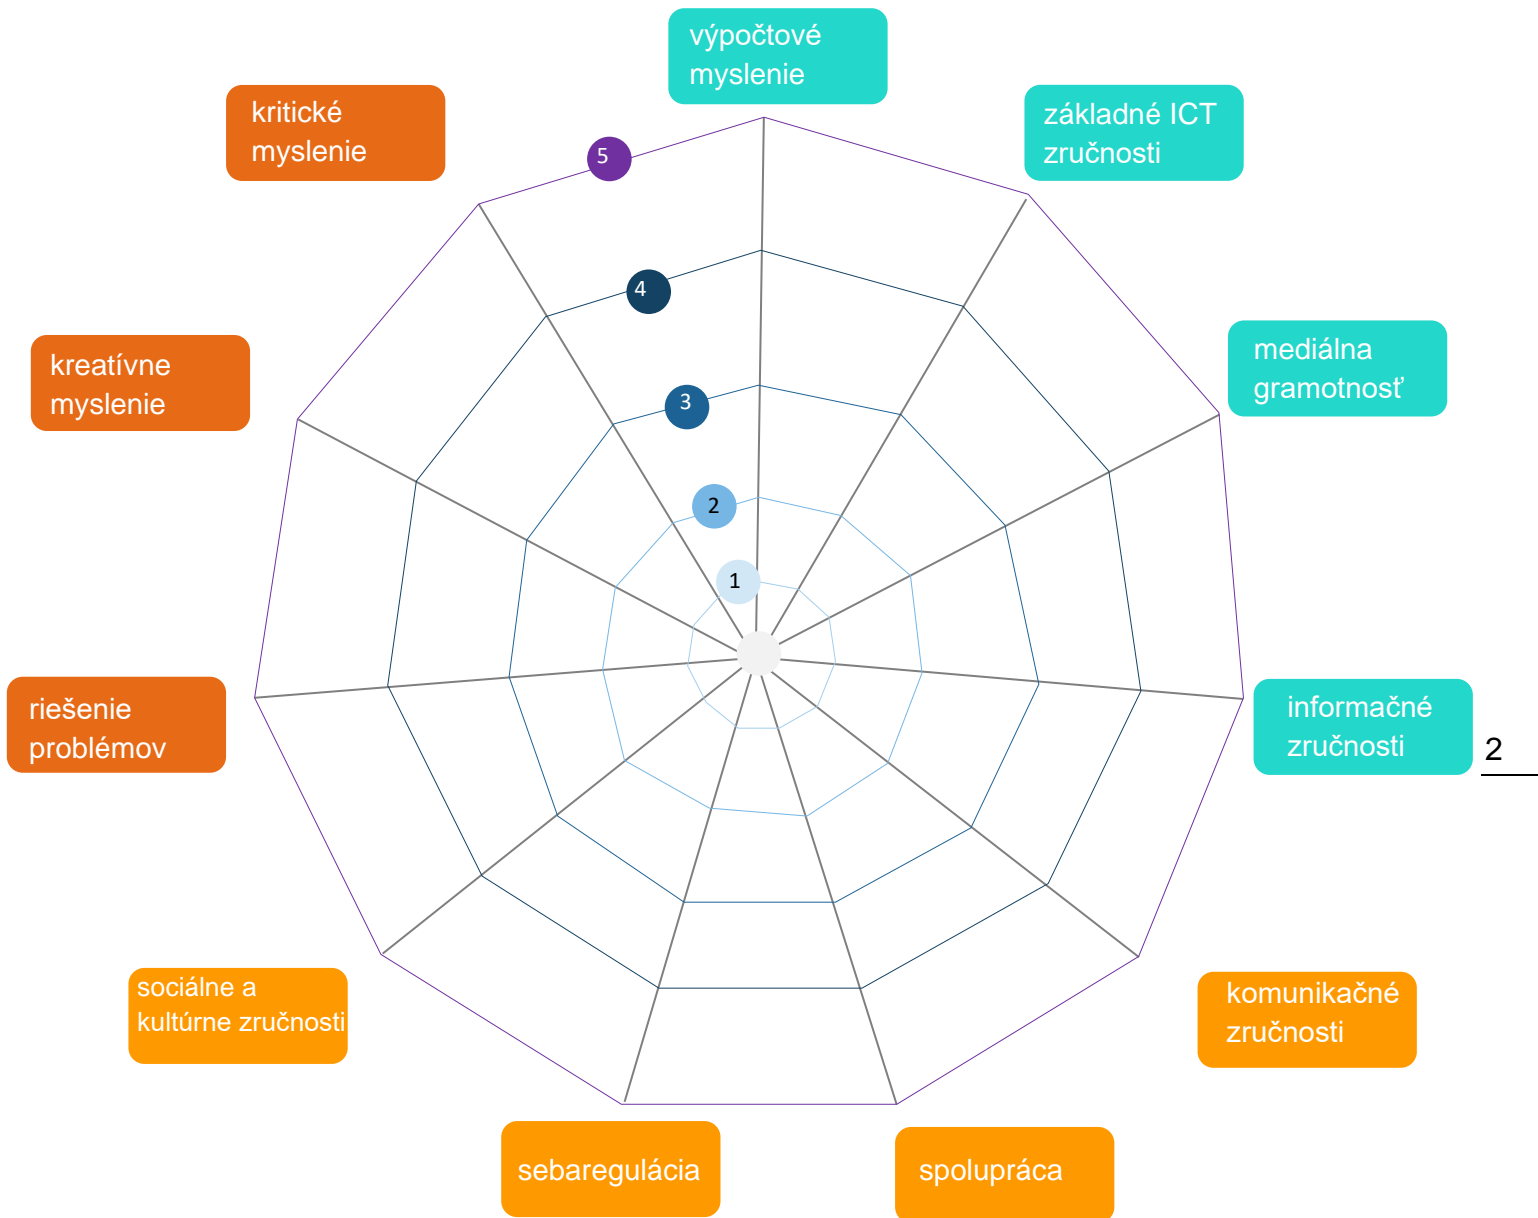 výpočtové
myslenie
kritické
myslenie
základné ICT
zručnosti
5
4
kreatívne
myslenie
mediálna
gramotnosť
3
2
1
riešenie
problémov
informačné
zručnosti
2
sociálne a
kultúrne zručnosti
komunikačné
zručnosti
sebaregulácia
spolupráca